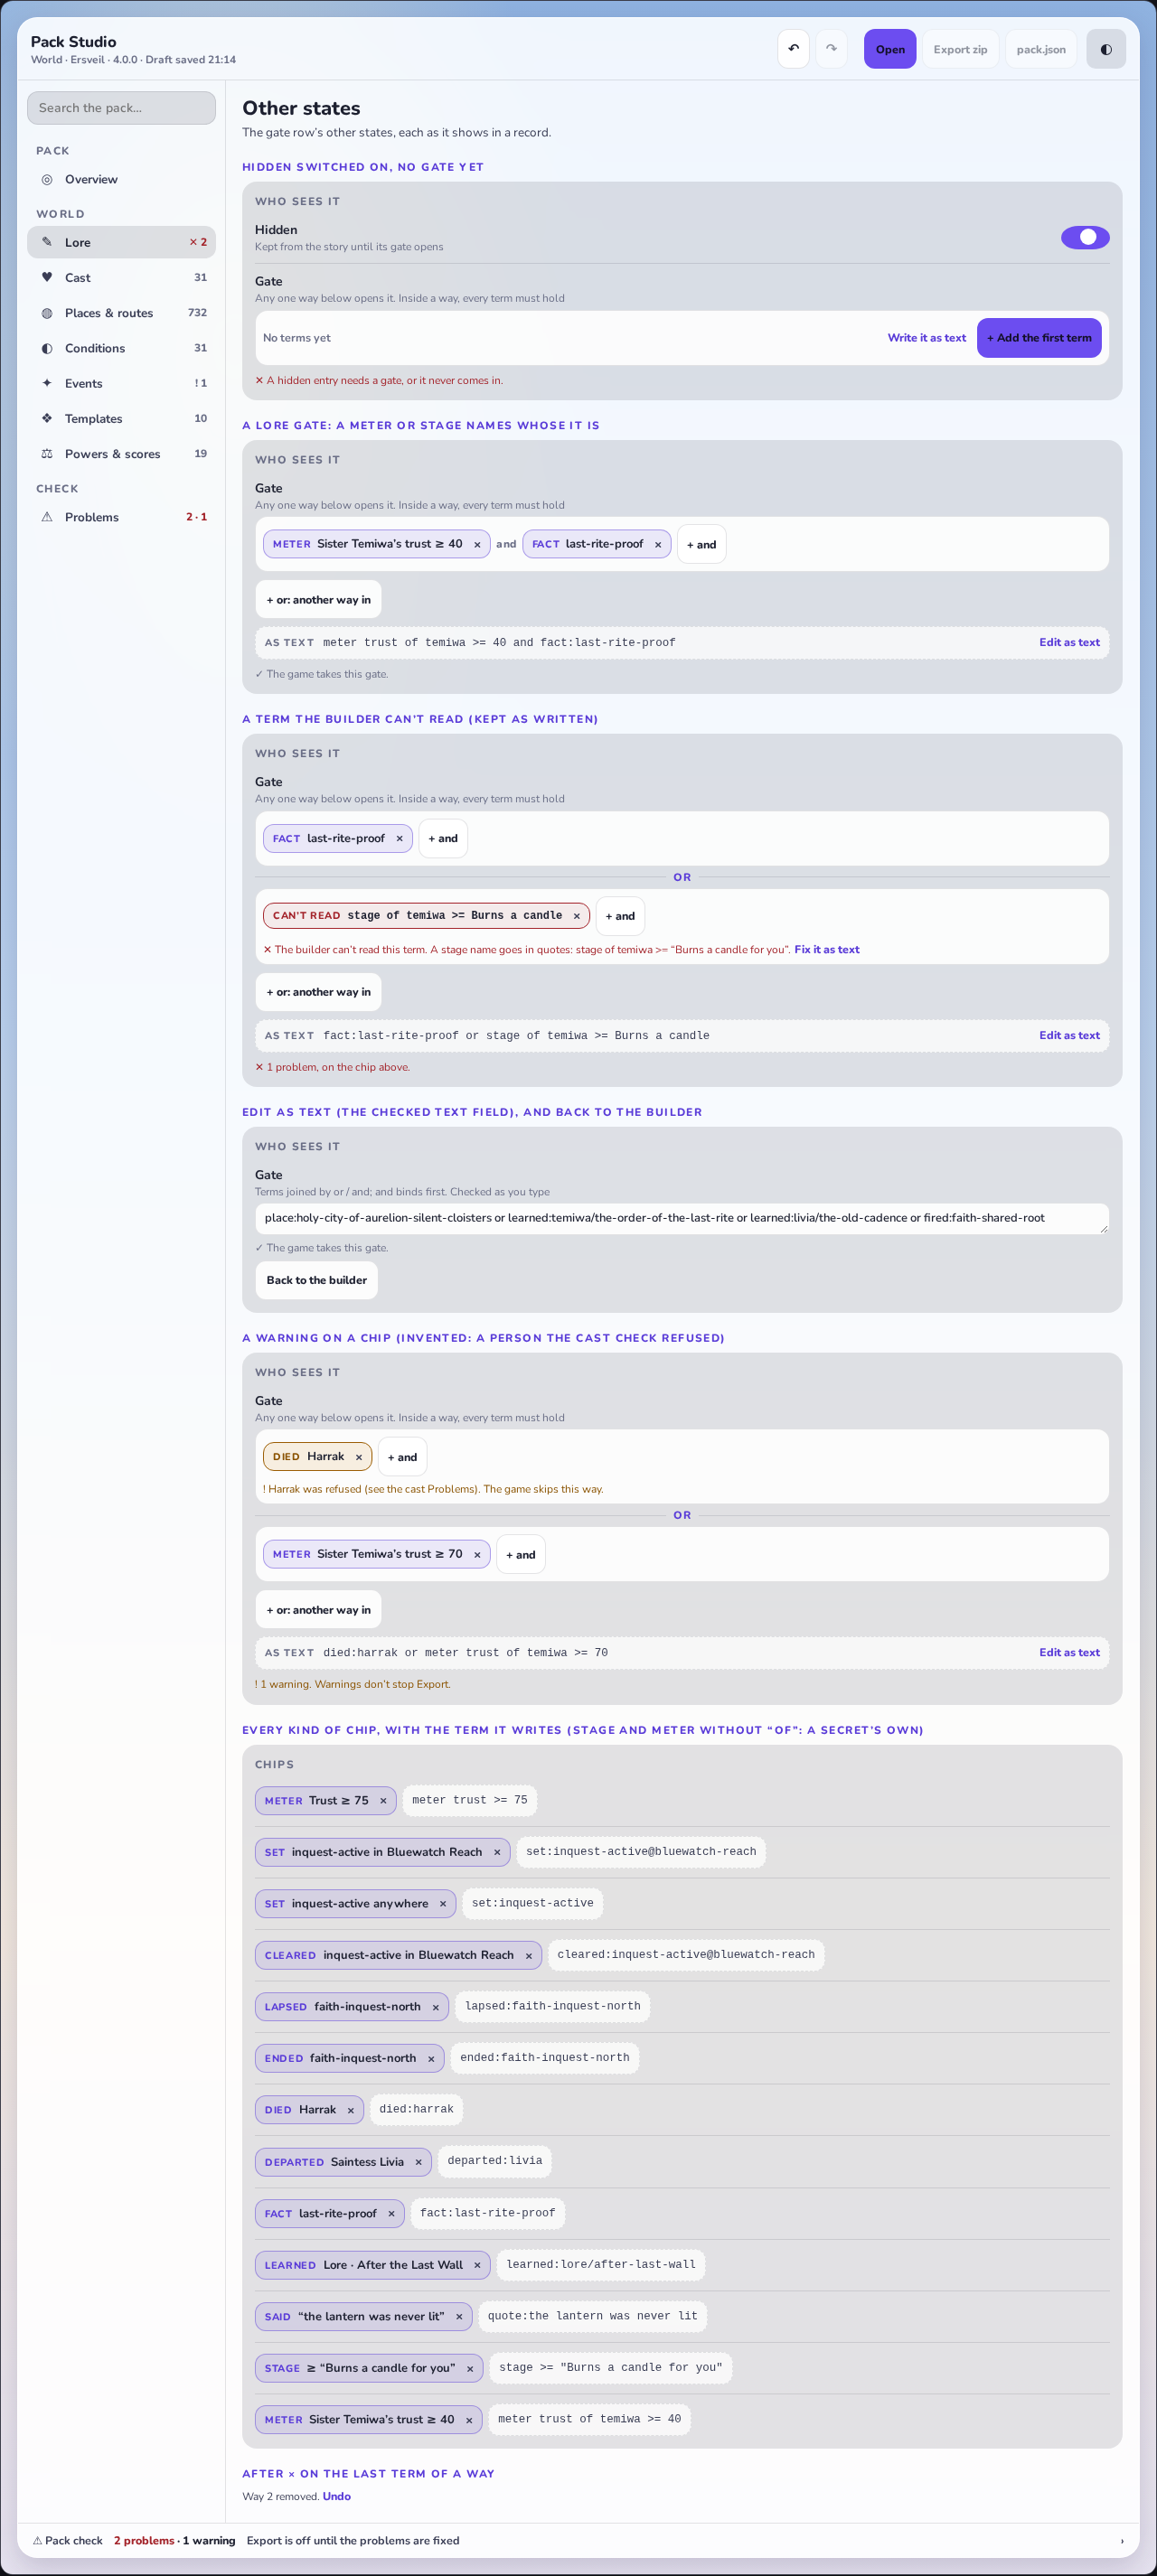 Pack Studio
World · Ersveil · 4.0.0 · Draft saved 21:14
↶ ↷ Open Export zip pack.json ◐
Search the pack...
PACK
◎ Overview
WORLD
✎ Lore × 2
♥ Cast 31
◍ Places & routes 732
◐ Conditions 31
✦ Events ! 1
❖ Templates 10
⚖ Powers & scores 19
CHECK
⚠ Problems 2 · 1
Other states
The gate row’s other states, each as it shows in a record.
HIDDEN SWITCHED ON, NO GATE YET
WHO SEES IT
Hidden
Kept from the story until its gate opens
Gate
Any one way below opens it. Inside a way, every term must hold
No terms yet Write it as text + Add the first term
✕ A hidden entry needs a gate, or it never comes in.
A LORE GATE: A METER OR STAGE NAMES WHOSE IT IS
WHO SEES IT
Gate
Any one way below opens it. Inside a way, every term must hold
METER Sister Temiwa’s trust ≥ 40 × and FACT last-rite-proof × + and
+ or: another way in
AS TEXT meter trust of temiwa >= 40 and fact:last-rite-proof Edit as text
✓ The game takes this gate.
A TERM THE BUILDER CAN’T READ (KEPT AS WRITTEN)
WHO SEES IT
Gate
Any one way below opens it. Inside a way, every term must hold
FACT last-rite-proof × + and
OR
CAN’T READ stage of temiwa >= Burns a candle × + and
✕ The builder can’t read this term. A stage name goes in quotes: stage of temiwa >= “Burns a candle for you”. Fix it as text
+ or: another way in
AS TEXT fact:last-rite-proof or stage of temiwa >= Burns a candle Edit as text
✕ 1 problem, on the chip above.
EDIT AS TEXT (THE CHECKED TEXT FIELD), AND BACK TO THE BUILDER
WHO SEES IT
Gate
Terms joined by or / and; and binds first. Checked as you type
place:holy-city-of-aurelion-silent-cloisters or learned:temiwa/the-order-of-the-last-rite or learned:livia/the-old-cadence or fired:faith-shared-root
✓ The game takes this gate.
Back to the builder
A WARNING ON A CHIP (INVENTED: A PERSON THE CAST CHECK REFUSED)
WHO SEES IT
Gate
Any one way below opens it. Inside a way, every term must hold
DIED Harrak × + and
! Harrak was refused (see the cast Problems). The game skips this way.
OR
METER Sister Temiwa’s trust ≥ 70 × + and
+ or: another way in
AS TEXT died:harrak or meter trust of temiwa >= 70 Edit as text
! 1 warning. Warnings don’t stop Export.
EVERY KIND OF CHIP, WITH THE TERM IT WRITES (STAGE AND METER WITHOUT “OF”: A SECRET’S OWN)
CHIPS
METER Trust ≥ 75 × meter trust >= 75
SET inquest-active in Bluewatch Reach × set:inquest-active@bluewatch-reach
SET inquest-active anywhere × set:inquest-active
CLEARED inquest-active in Bluewatch Reach × cleared:inquest-active@bluewatch-reach
LAPSED faith-inquest-north × lapsed:faith-inquest-north
ENDED faith-inquest-north × ended:faith-inquest-north
DIED Harrak × died:harrak
DEPARTED Saintess Livia × departed:livia
FACT last-rite-proof × fact:last-rite-proof
LEARNED Lore · After the Last Wall × learned:lore/after-last-wall
SAID “the lantern was never lit” × quote:the lantern was never lit
STAGE ≥ “Burns a candle for you” × stage >= "Burns a candle for you"
METER Sister Temiwa’s trust ≥ 40 × meter trust of temiwa >= 40
AFTER × ON THE LAST TERM OF A WAY
Way 2 removed. Undo
⚠ Pack check 2 problems · 1 warning Export is off until the problems are fixed ›